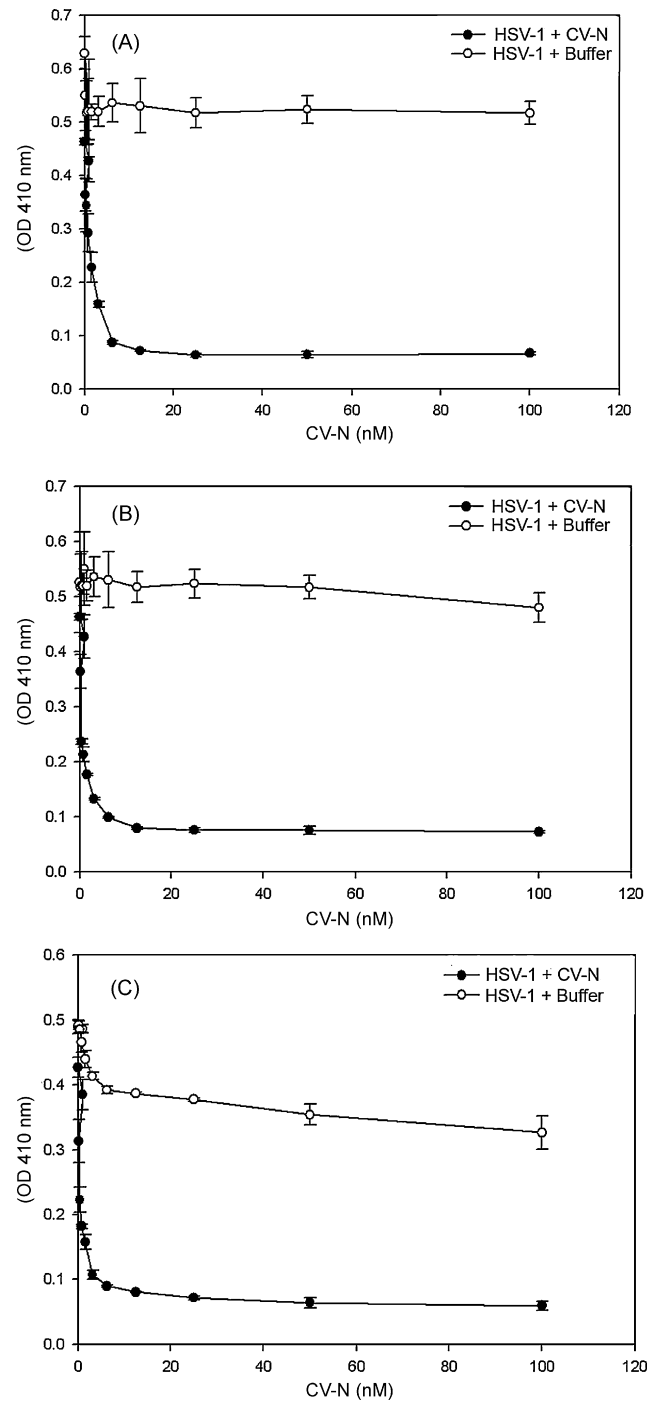 (A)
HSV-1 + CV-N
HSV-1 + Buffer
0.7
0.6
0.5
0.4
0.3
0.2
0.1
0.0
(OD 410 nm)
0 20 40 60 80 100 120
CV-N (nM)
(B)
HSV-1 + CV-N
HSV-1 + Buffer
0.7
0.6
0.5
0.4
0.3
0.2
0.1
0.0
(OD 410 nm)
0 20 40 60 80 100 120
CV-N (nM)
(C)
HSV-1 + CV-N
HSV-1 + Buffer
0.6
0.5
0.4
0.3
0.2
0.1
0.0
(OD 410 nm)
0 20 40 60 80 100 120
CV-N (nM)